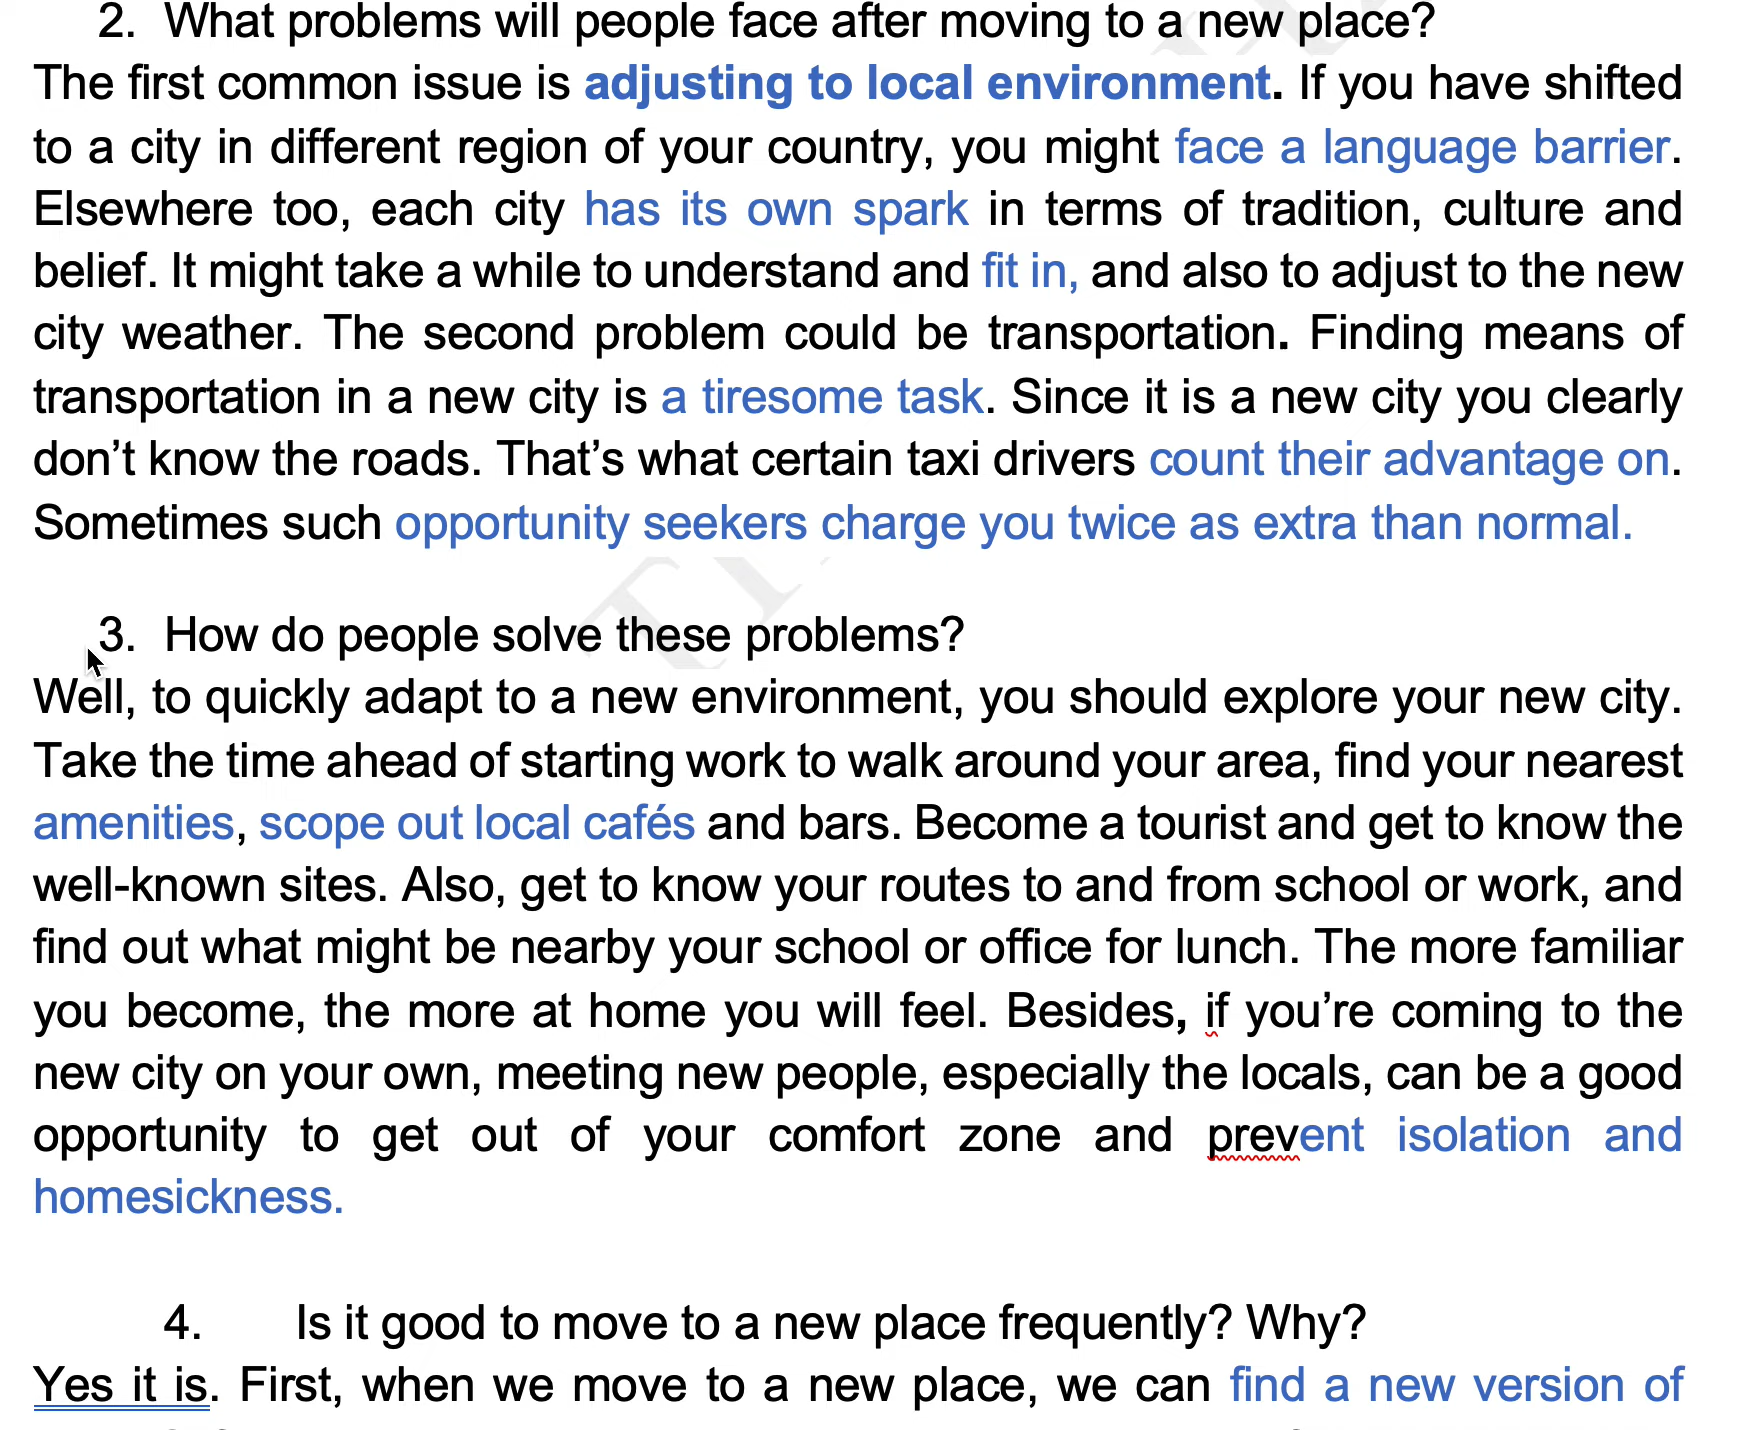 2. What problems will people face after moving to a new place?
The first common issue is adjusting to local environment. If you have shifted
to a city in different region of your country, you might face a language barrier.
Elsewhere too, each city has its own spark in terms of tradition, culture and
belief. It might take a while to understand and fit in, and also to adjust to the new
city weather. The second problem could be transportation. Finding means of
transportation in a new city is a tiresome task. Since it is a new city you clearly
don’t know the roads. That’s what certain taxi drivers count their advantage on.
Sometimes such opportunity seekers charge you twice as extra than normal.
3. How do people solve these problems?
Well, to quickly adapt to a new environment, you should explore your new city.
Take the time ahead of starting work to walk around your area, find your nearest
amenities, scope out local cafés and bars. Become a tourist and get to know the
well-known sites. Also, get to know your routes to and from school or work, and
find out what might be nearby your school or office for lunch. The more familiar
you become, the more at home you will feel. Besides, if you’re coming to the
new city on your own, meeting new people, especially the locals, can be a good
opportunity to get out of your comfort zone and prevent isolation and
homesickness.
4. Is it good to move to a new place frequently? Why?
Yes it is. First, when we move to a new place, we can find a new version of